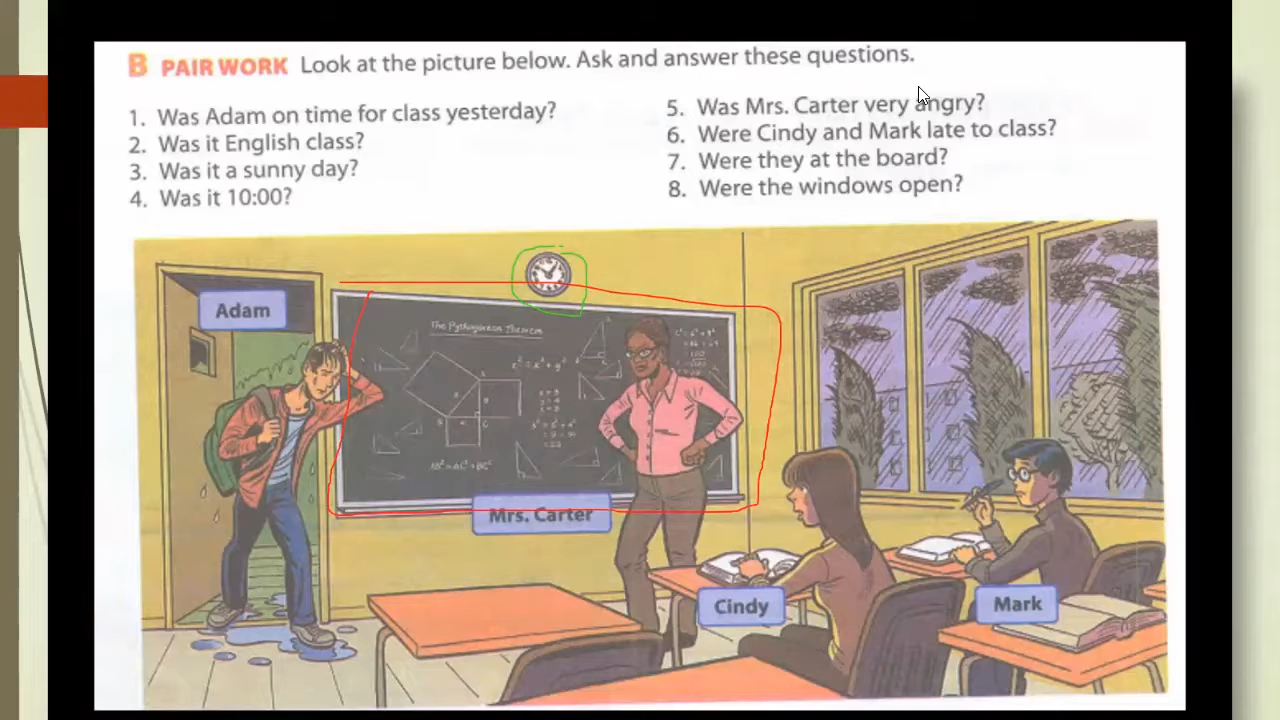 B PAIR WORK Look at the picture below. Ask and answer these questions.
1. Was Adam on time for class yesterday?
2. Was it English class?
3. Was it a sunny day?
4. Was it 10:00?
5. Was Mrs. Carter very angry?
6. Were Cindy and Mark late to class?
7. Were they at the board?
8. Were the windows open?
Adam
The Pythagorean Theorem
Mrs. Carter
Cindy
Mark